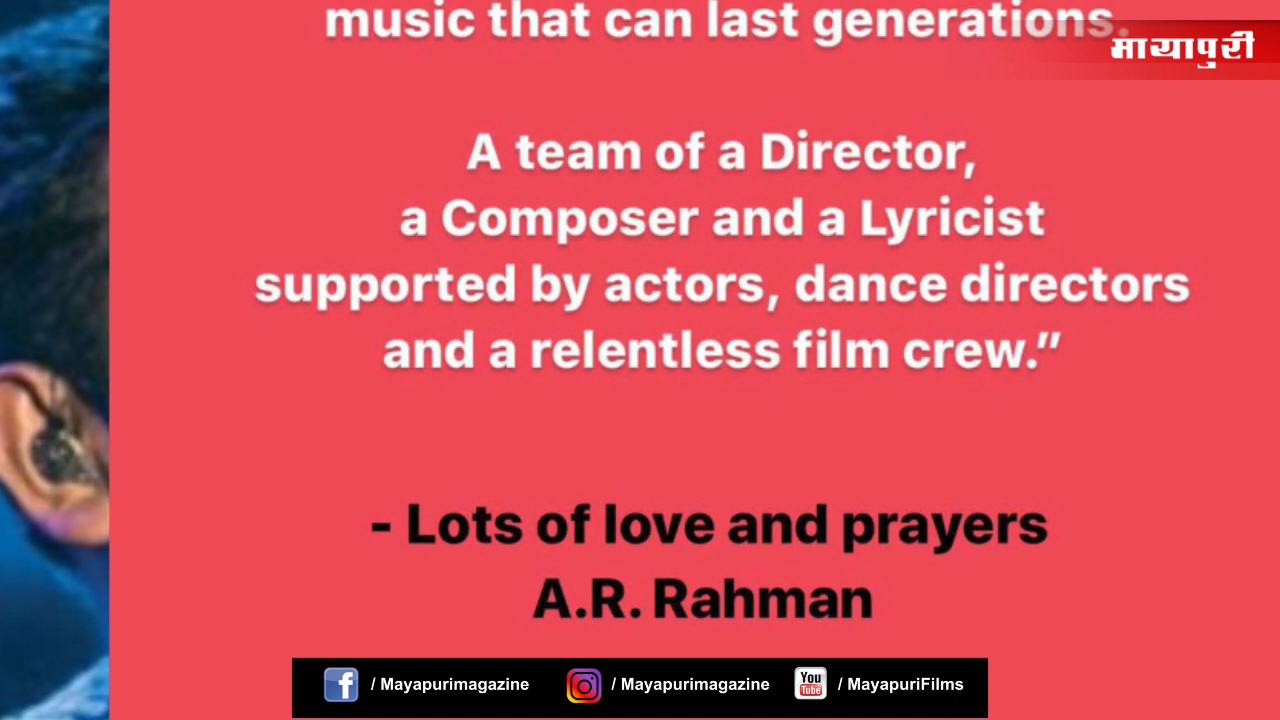 music that can last generations.
मायापुरी
A team of a Director,
a Composer and a Lyricist
supported by actors, dance directors
and a relentless film crew.”
- Lots of love and prayers
A.R. Rahman
/ Mayapurimagazine
/ Mayapurimagazine
You
Tube
/ MayapuriFilms